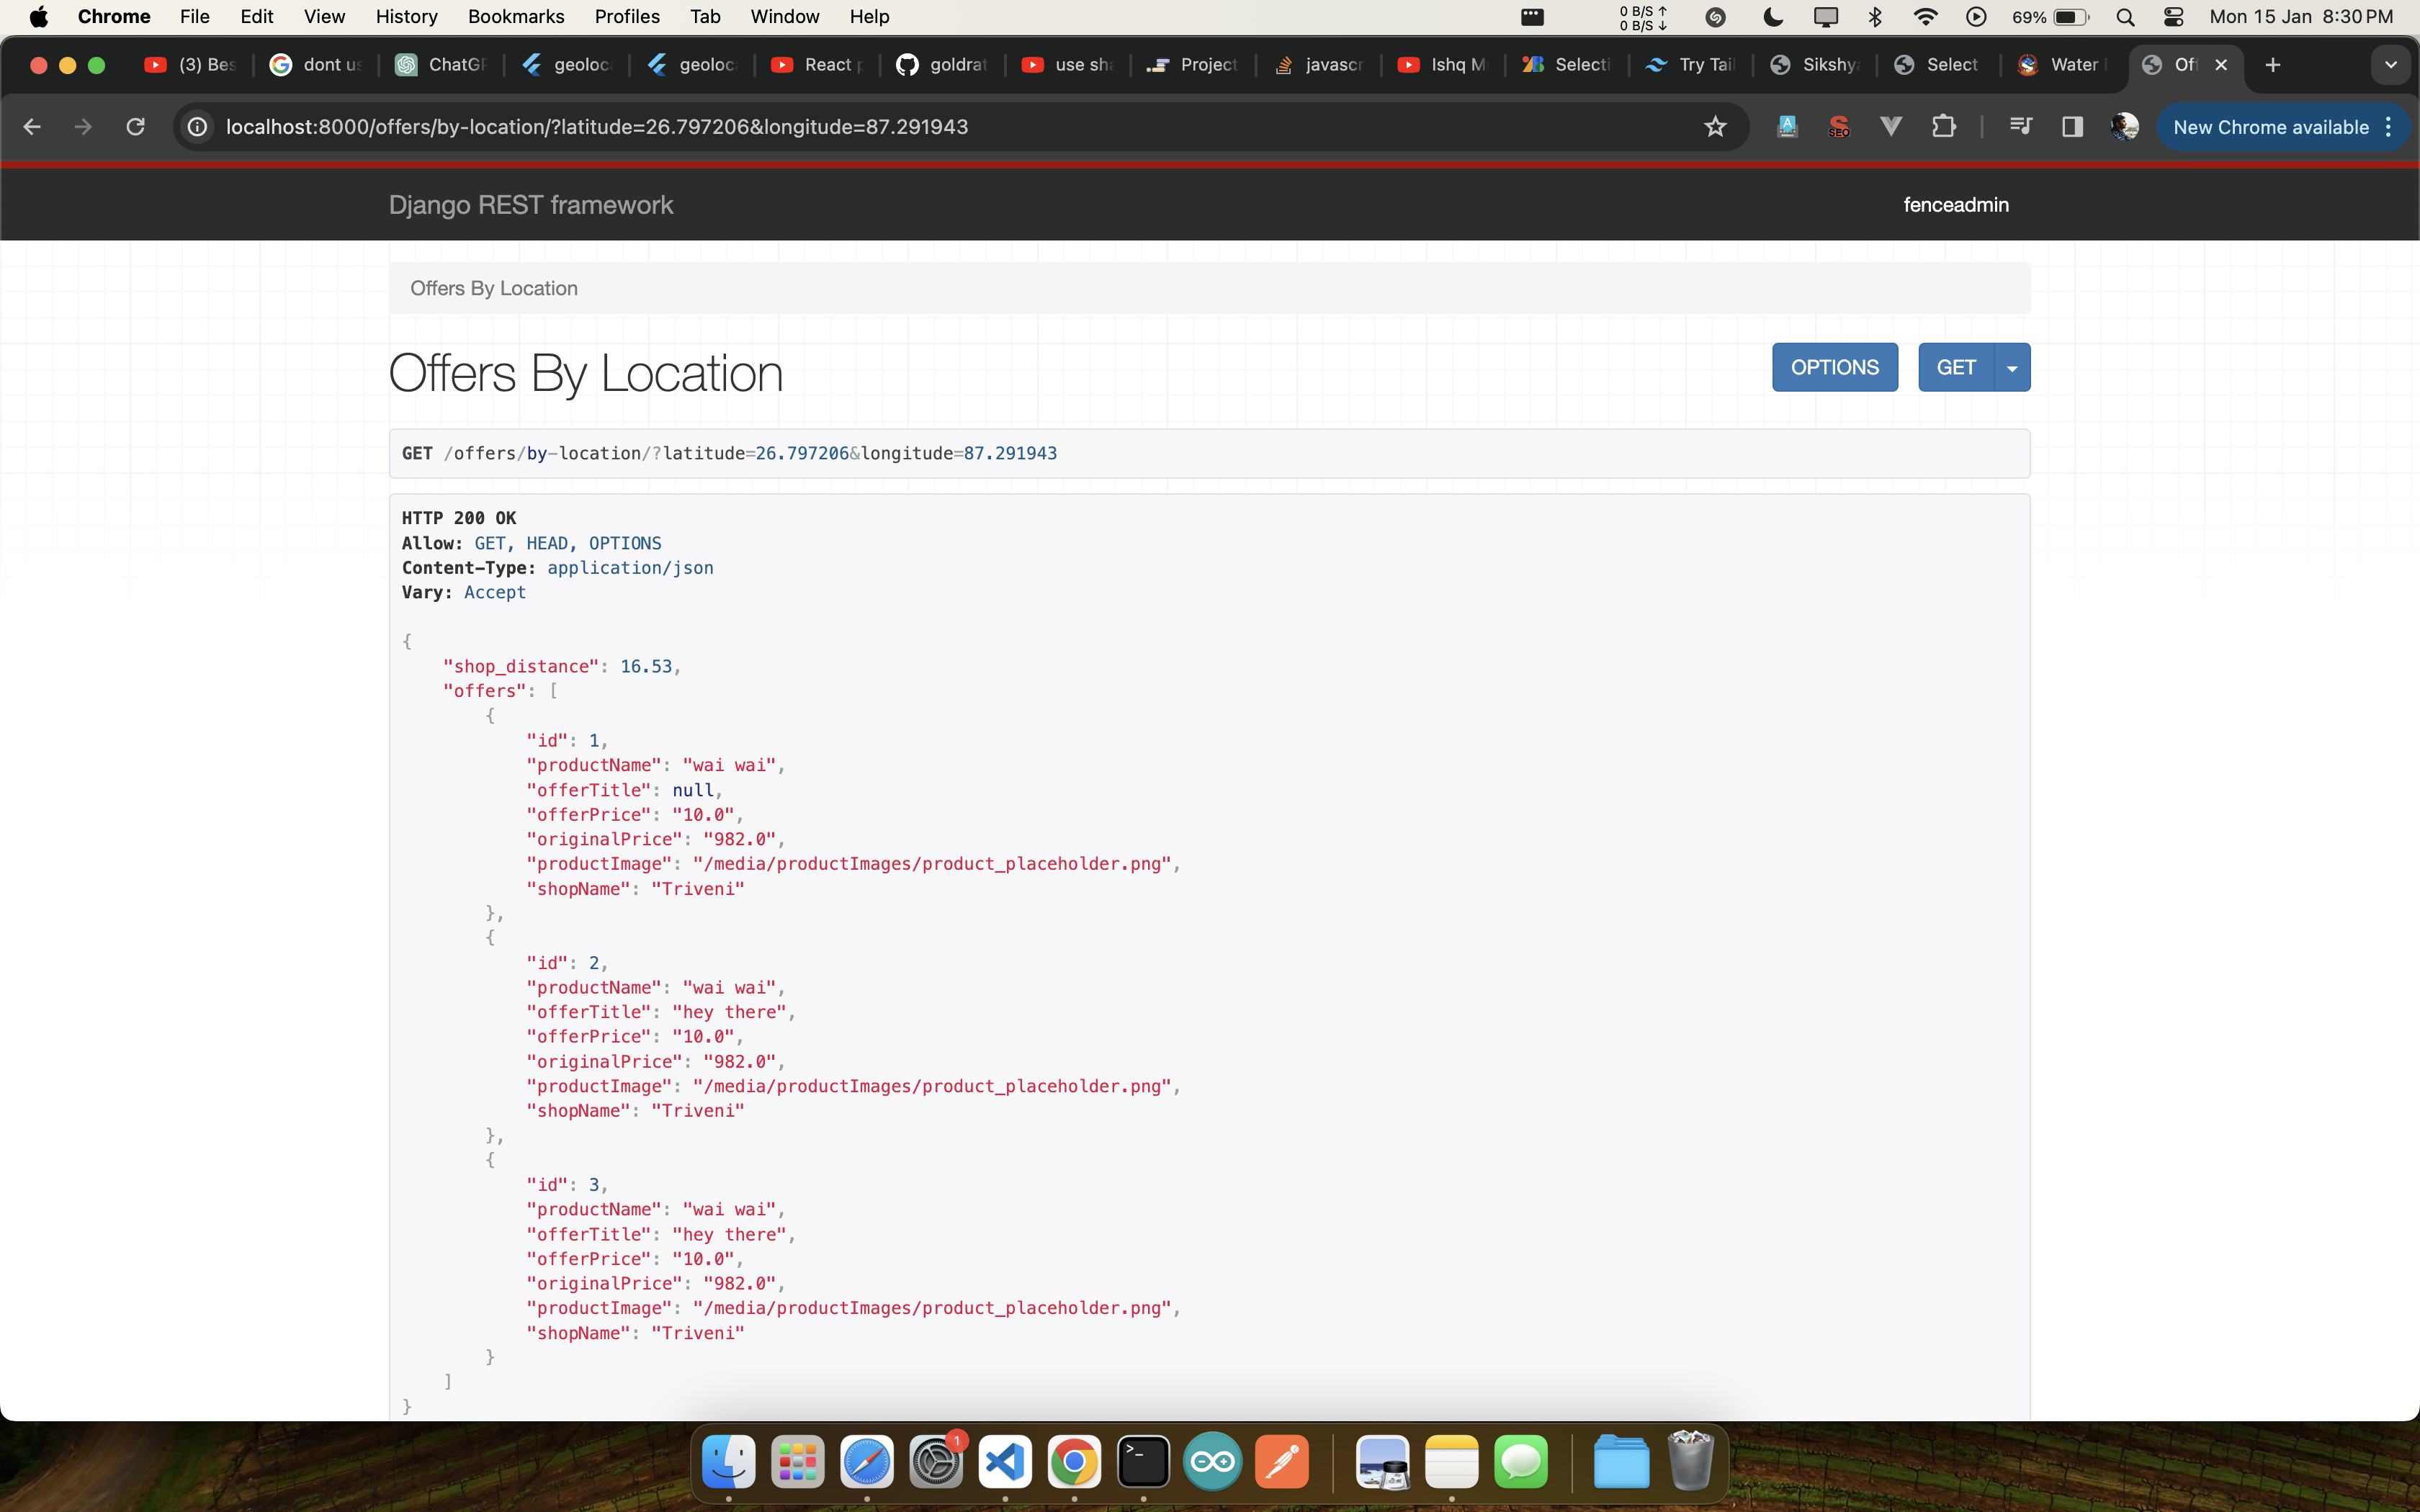 Chrome File Edit View History Bookmarks Profiles Tab Window Help 0 B/S ↑ 0 B/S ↓ 69% Mon 15 Jan 8:30 PM
(3) Bes dont us ChatGP geoloc geoloc React p goldrat use sha Project javascr Ishq M Selecti Try Tail Sikshy Select Water Of
localhost:8000/offers/by-location/?latitude=26.797206&longitude=87.291943 SEO New Chrome available
Django REST framework fenceadmin
Offers By Location
Offers By Location OPTIONS GET
GET /offers/by-location/?latitude=26.797206&longitude=87.291943
HTTP 200 OK
Allow: GET, HEAD, OPTIONS
Content-Type: application/json
Vary: Accept
{
"shop_distance": 16.53,
"offers": [
{
"id": 1,
"productName": "wai wai",
"offerTitle": null,
"offerPrice": "10.0",
"originalPrice": "982.0",
"productImage": "/media/productImages/product_placeholder.png",
"shopName": "Triveni"
},
{
"id": 2,
"productName": "wai wai",
"offerTitle": "hey there",
"offerPrice": "10.0",
"originalPrice": "982.0",
"productImage": "/media/productImages/product_placeholder.png",
"shopName": "Triveni"
},
{
"id": 3,
"productName": "wai wai",
"offerTitle": "hey there",
"offerPrice": "10.0",
"originalPrice": "982.0",
"productImage": "/media/productImages/product_placeholder.png",
"shopName": "Triveni"
}
]
}
1